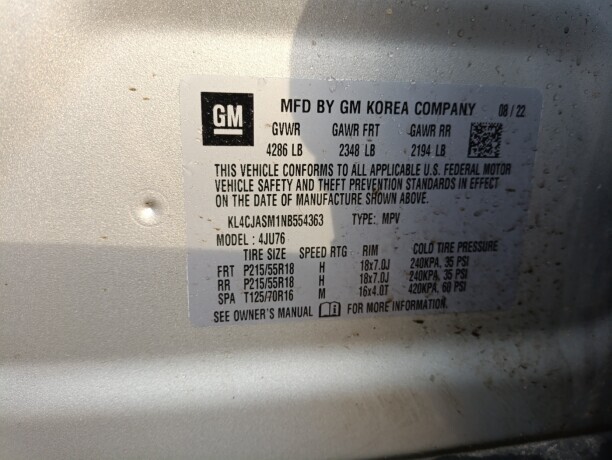 GM
MFD BY GM KOREA COMPANY 08 / 22
GVWR GAWR FRT GAWR RR
4286 LB 2348 LB 2194 LB
THIS VEHICLE CONFORMS TO ALL APPLICABLE U.S. FEDERAL MOTOR
VEHICLE SAFETY AND THEFT PREVENTION STANDARDS IN EFFECT
ON THE DATE OF MANUFACTURE SHOWN ABOVE.
KL4CJASM1NB554363 TYPE: MPV
MODEL : 4JU76
TIRE SIZE SPEED RTG RIM COLD TIRE PRESSURE
FRT P215/55R18 H 18x7.0J 240KPA, 35 PSI
RR P215/55R18 H 18x7.0J 240KPA, 35 PSI
SPA T125/70R16 M 16x4.0T 420KPA, 60 PSI
SEE OWNER'S MANUAL FOR MORE INFORMATION.